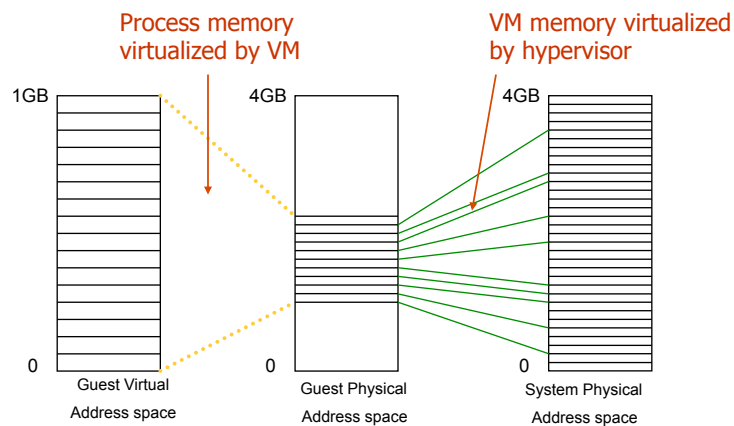 Process memory
virtualized by VM
VM memory virtualized
by hypervisor
1GB
4GB
4GB
0
0
0
Guest Virtual
Address space
Guest Physical
Address space
System Physical
Address space